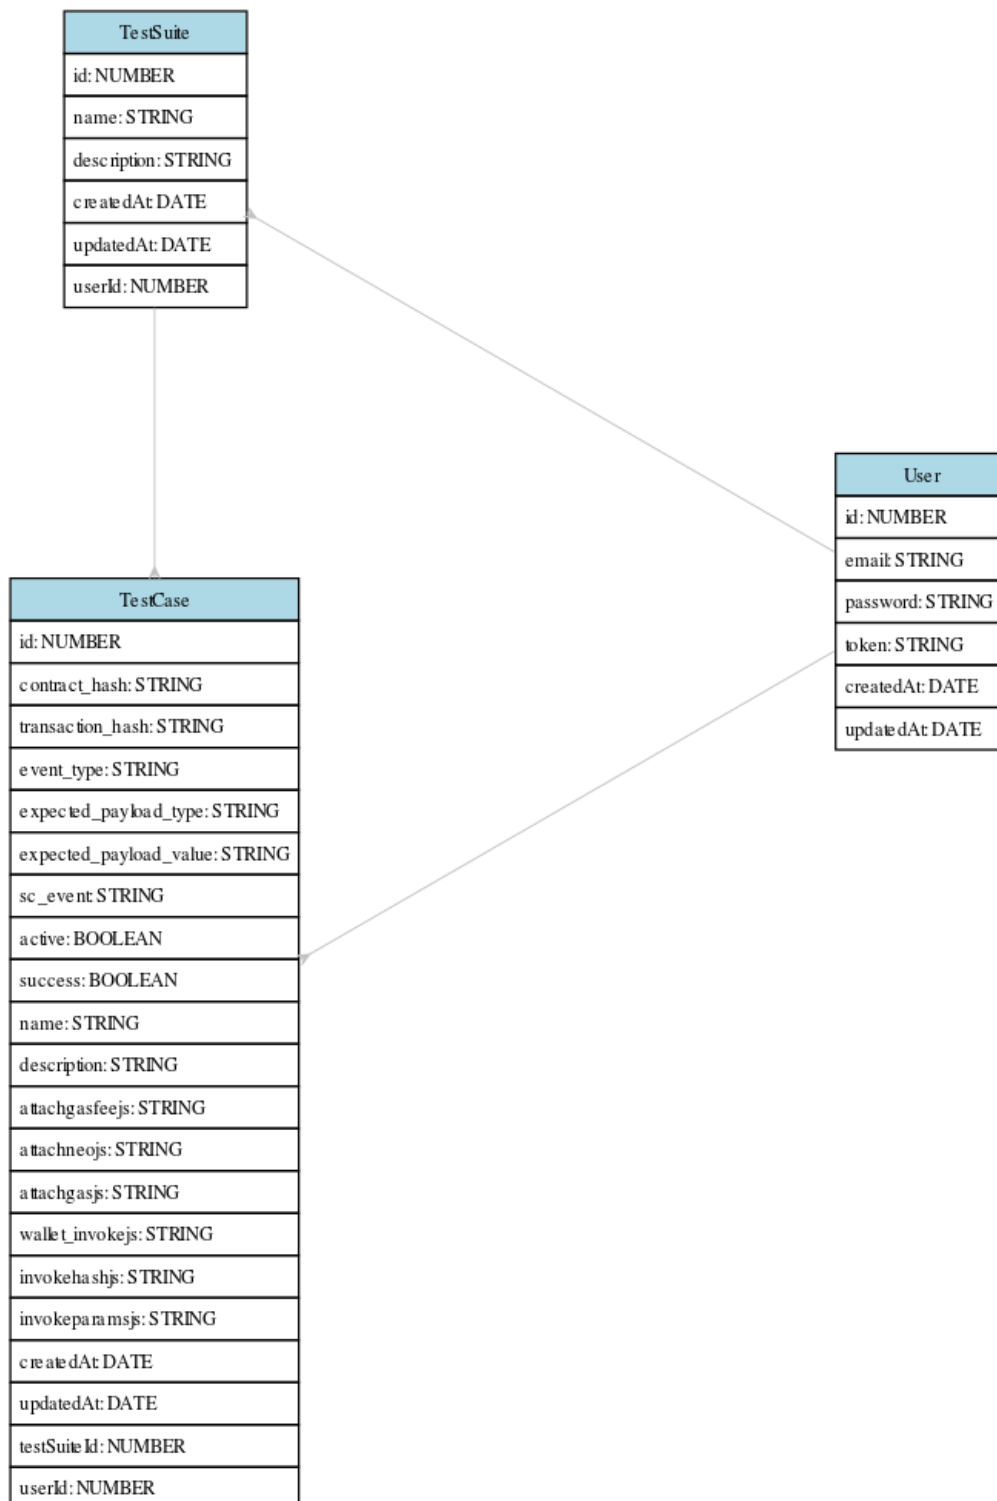 TestSuite
id: NUMBER
name: STRING
description: STRING
createdAt: DATE
updatedAt: DATE
userId: NUMBER
User
id: NUMBER
email: STRING
password: STRING
token: STRING
createdAt: DATE
updatedAt: DATE
TestCase
id: NUMBER
contract_hash: STRING
transaction_hash: STRING
event_type: STRING
expected_payload_type: STRING
expected_payload_value: STRING
sc_event: STRING
active: BOOLEAN
success: BOOLEAN
name: STRING
description: STRING
attachgasfeejs: STRING
attachneojs: STRING
attachgasjs: STRING
wallet_invokejs: STRING
invokehashjs: STRING
invokeparamsjs: STRING
createdAt: DATE
updatedAt: DATE
testSuiteId: NUMBER
userId: NUMBER